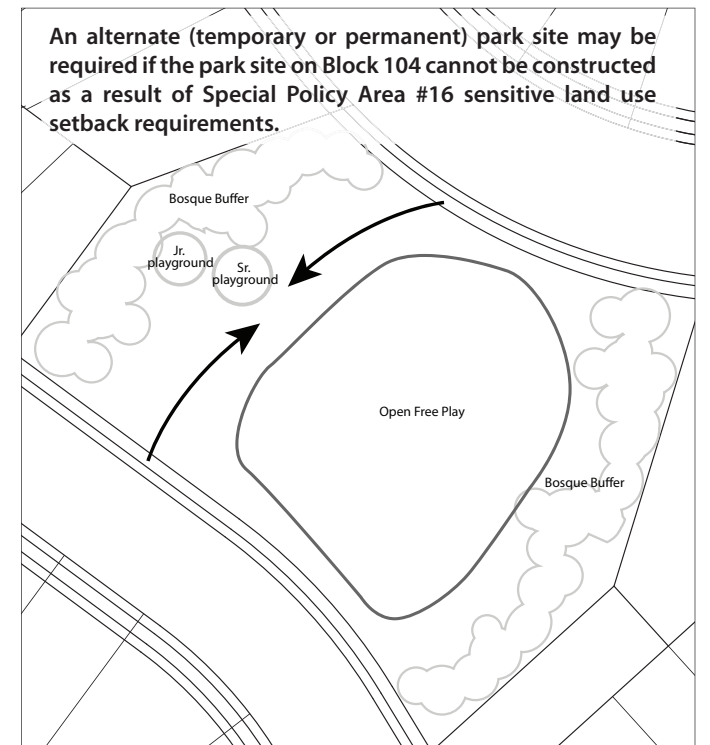 An alternate (temporary or permanent) park site may be
required if the park site on Block 104 cannot be constructed
as a result of Special Policy Area #16 sensitive land use
setback requirements.
Bosque Buffer
Jr.
playground
Sr.
playground
Open Free Play
Bosque Buffer